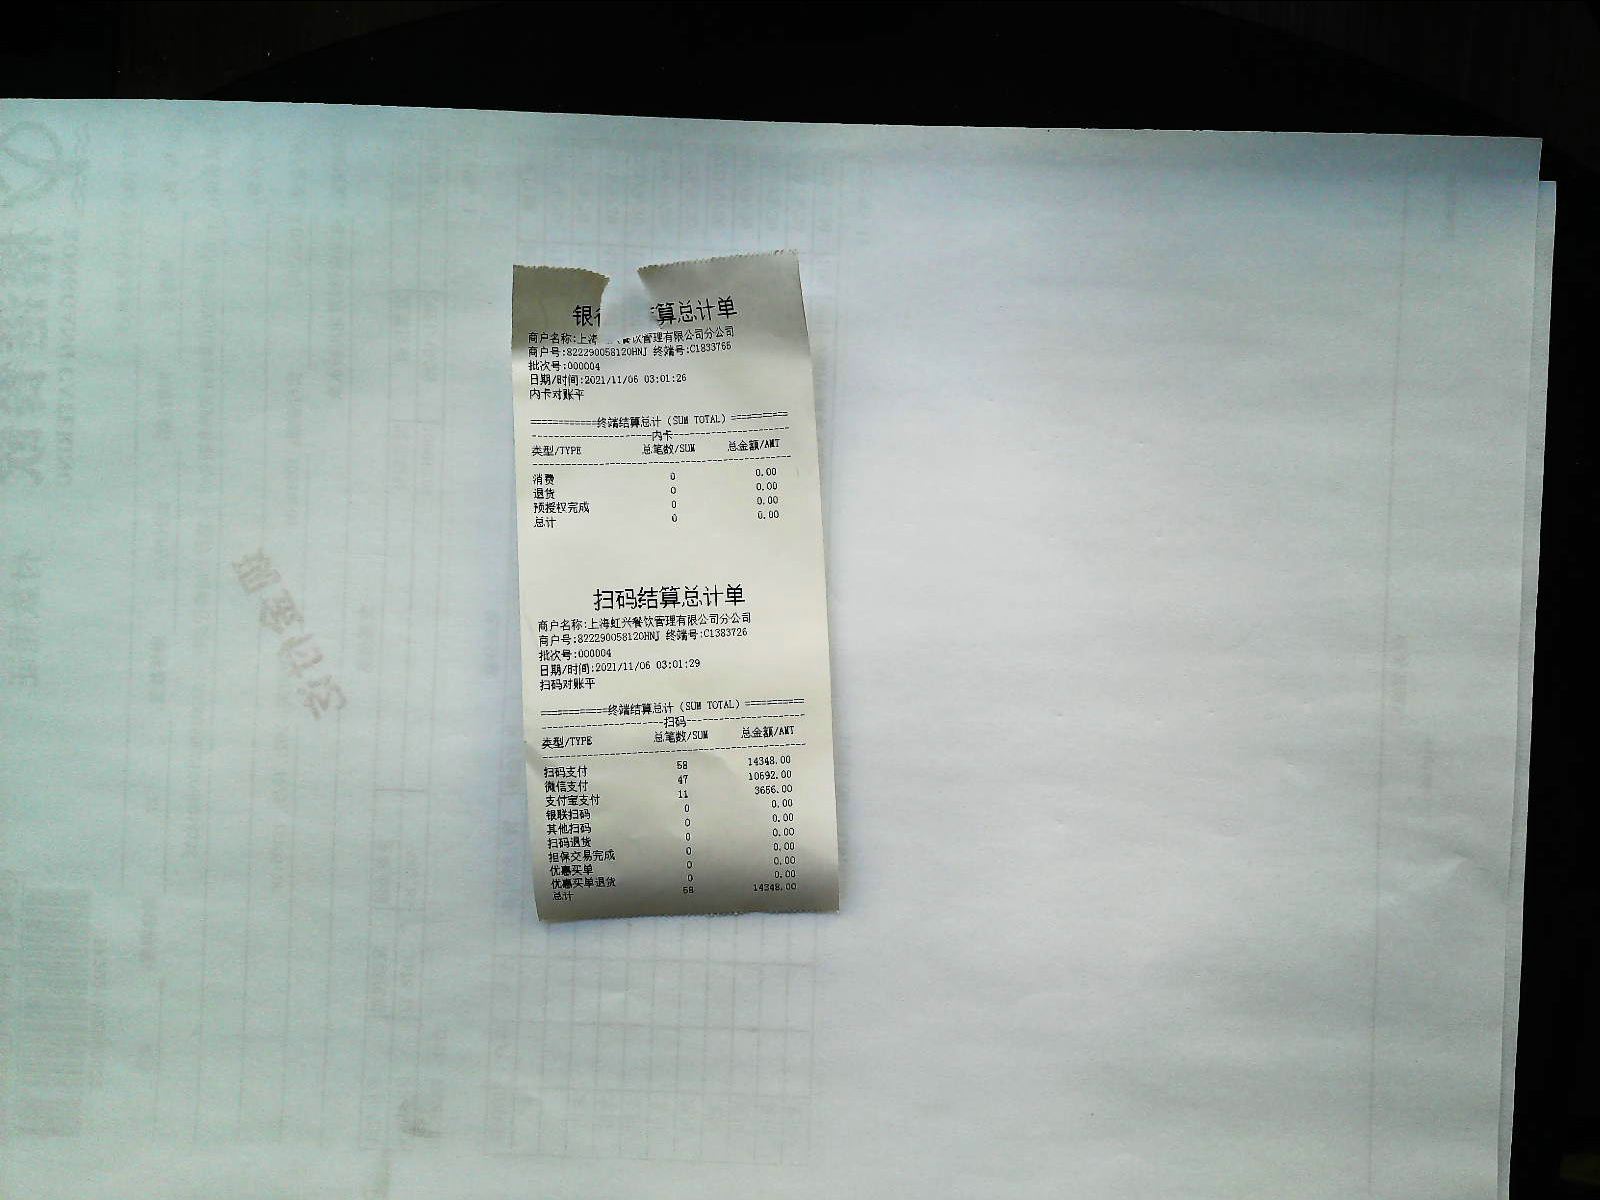 银行 算总计单
商户名称:上海 餐饮管理有限公司分公司
商户号:822290058120HNJ 终端号:C1833765
批次号:000004
日期/时间:2021/11/06 03:01:26
内卡对账平
===========终端结算总计(SUM TOTAL)==========
---------------------内卡---------------------
类型/TYPE 总笔数/SUM 总金额/AMT
消费 0 0.00
退货 0 0.00
预授权完成 0 0.00
总计 0 0.00
扫码结算总计单
商户名称:上海虹兴餐饮管理有限公司分公司
商户号:822290058120HNJ 终端号:C1383726
批次号:000004
日期/时间:2021/11/06 03:01:29
扫码对账平
===========终端结算总计(SUM TOTAL)==========
---------------------扫码---------------------
类型/TYPE 总笔数/SUM 总金额/AMT
扫码支付 58 14348.00
微信支付 47 10692.00
支付宝支付 11 3656.00
银联扫码 0 0.00
其他扫码 0 0.00
扫码退货 0 0.00
担保交易完成 0 0.00
优惠买单 0 0.00
优惠买单退货 0 0.00
总计 58 14348.00